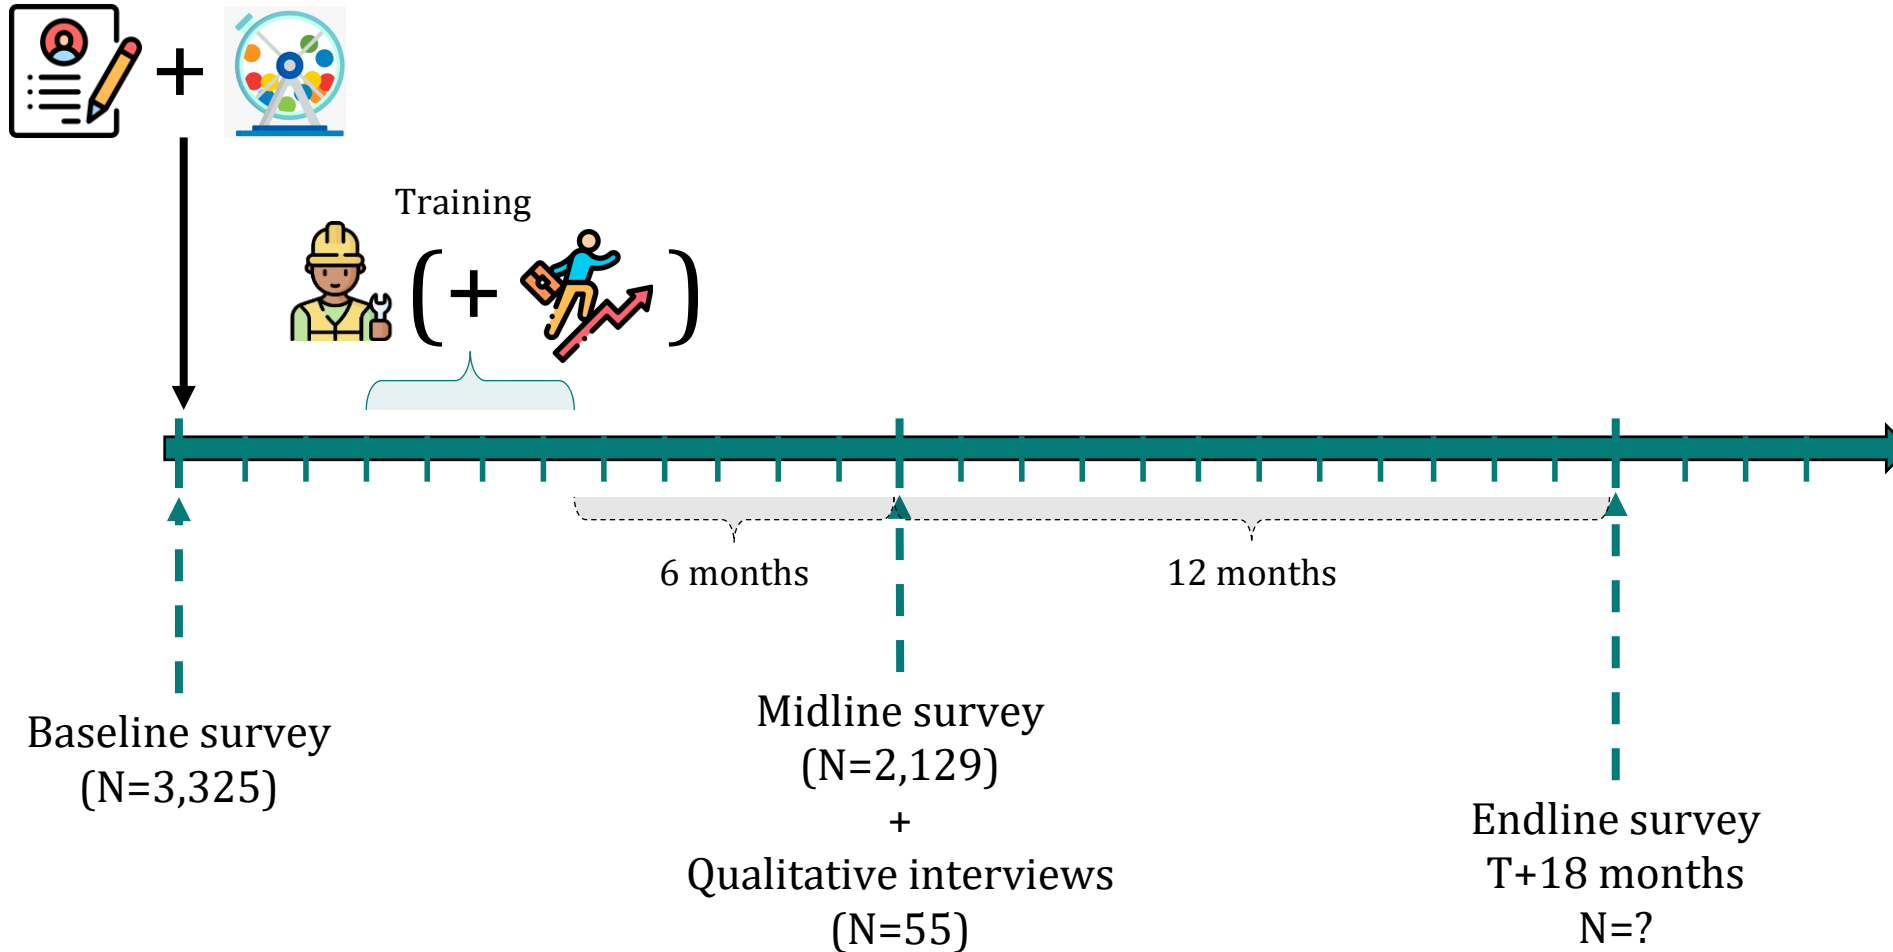 +
Training
(+ )
6 months
12 months
Baseline survey
(N=3,325)
Midline survey
(N=2,129)
+
Qualitative interviews
(N=55)
Endline survey
T+18 months
N=?